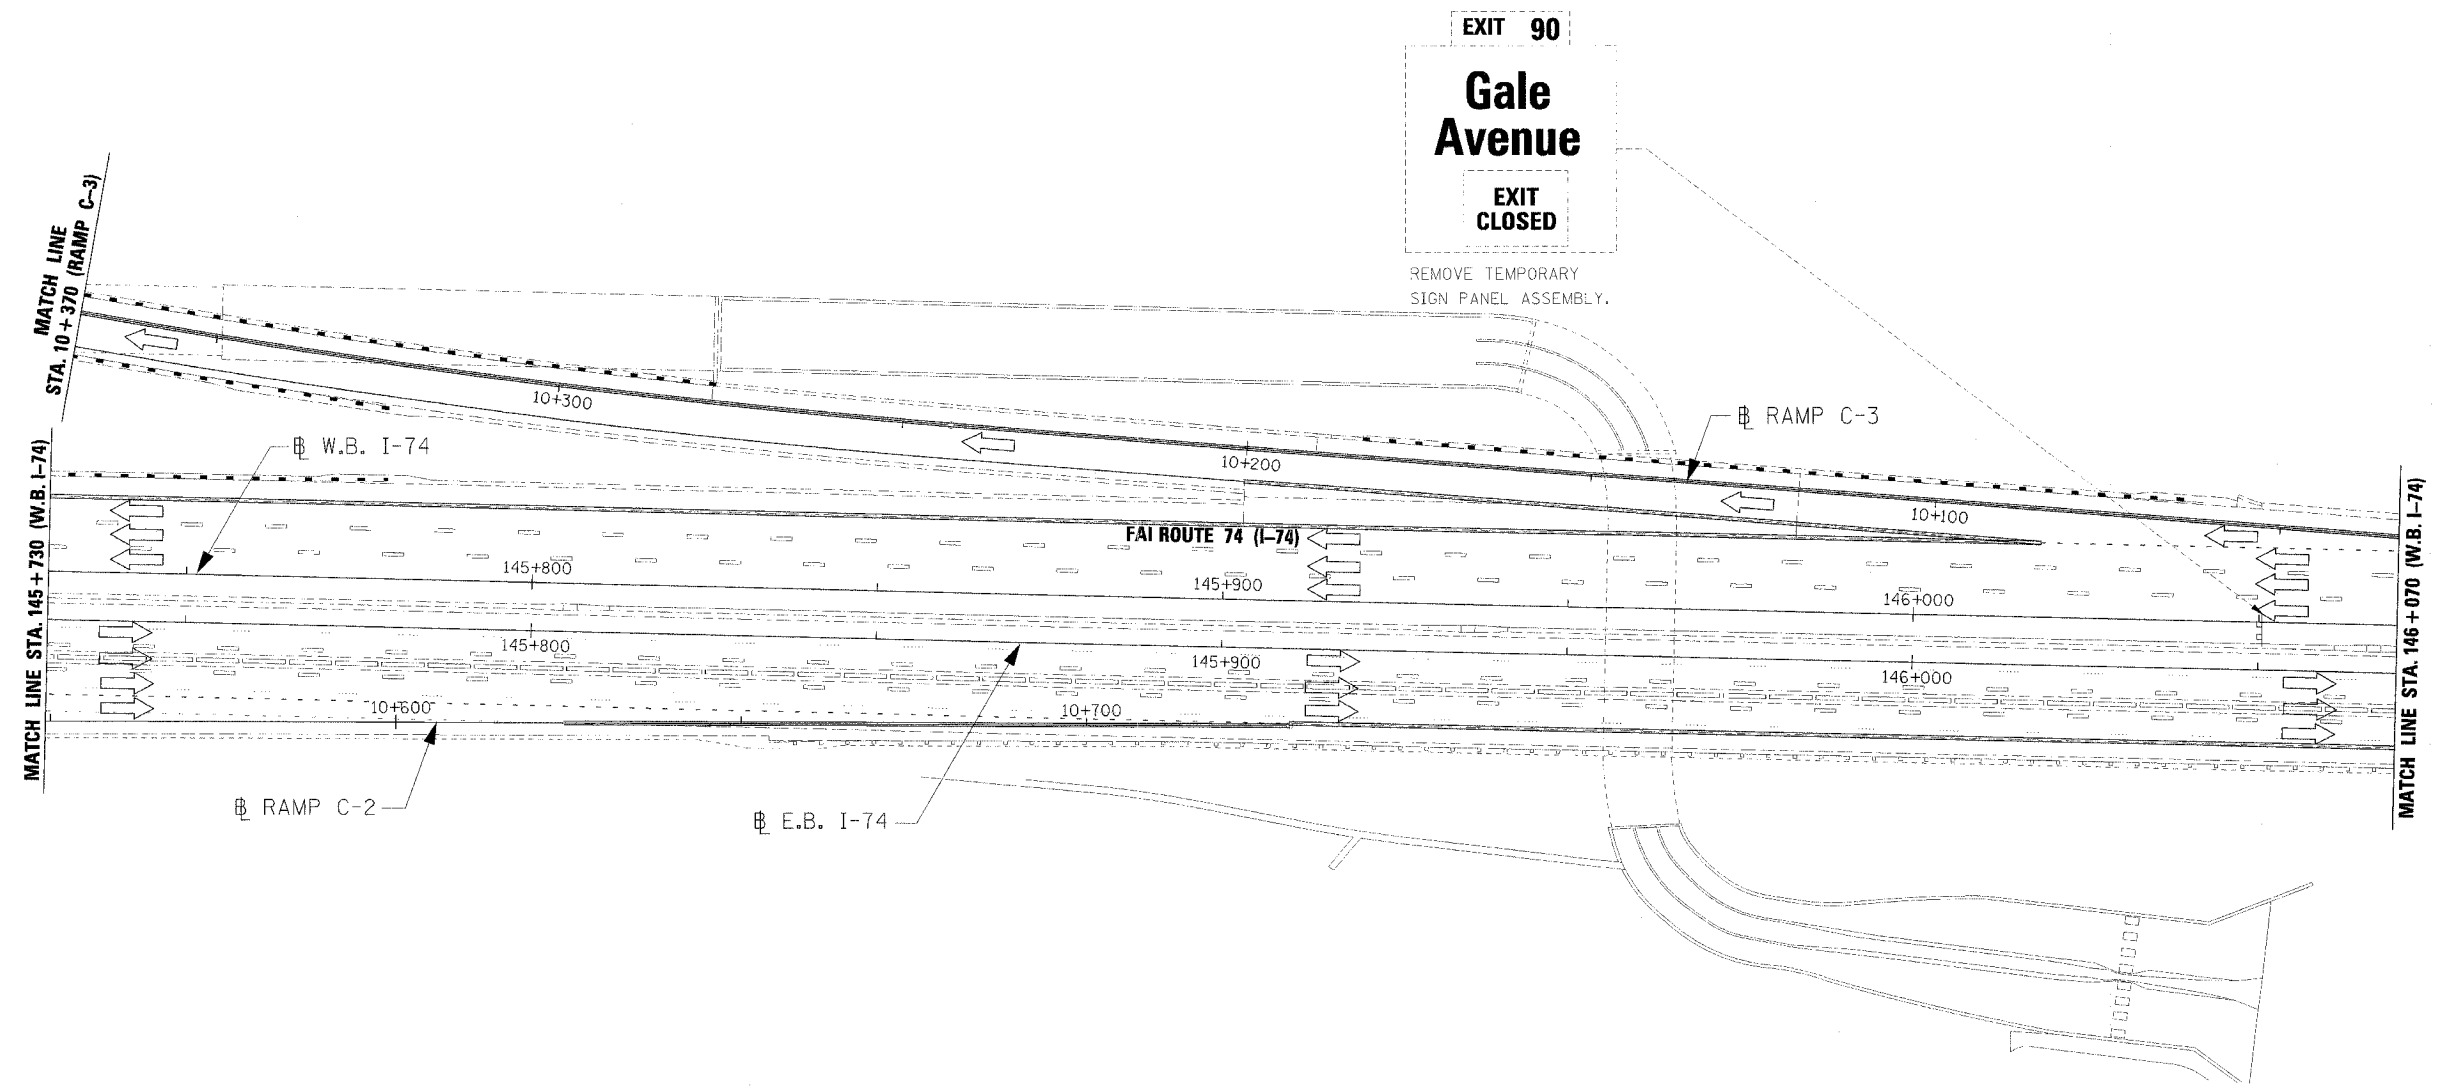 EXIT 90
Gale
Avenue
EXIT
CLOSED
REMOVE TEMPORARY
SIGN PANEL ASSEMBLY.
MATCH LINE
STA. 10+370 (RAMP C-3)
10+300
℄ RAMP C-3
℄ W.B. I-74
10+200
10+100
FAI ROUTE 74 (I-74)
145+800
145+900
146+000
145+800
145+900
146+000
10+600
10+700
℄ RAMP C-2
℄ E.B. I-74
MATCH LINE STA. 145+730 (W.B. I-74)
MATCH LINE STA. 146+070 (W.B. I-74)